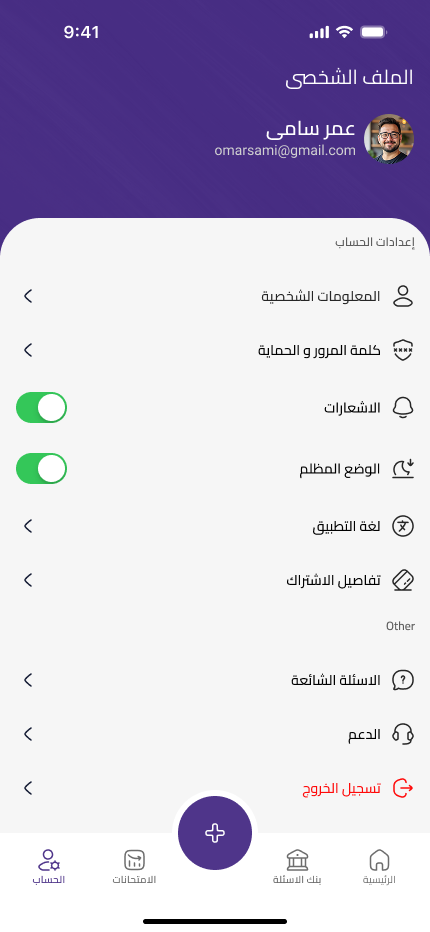 9:41
الملف الشخصى
عمر سامى
omarsami@gmail.com
إعدادات الحساب
المعلومات الشخصية
كلمة المرور و الحماية
الاشعارات
الوضع المظلم
لغة التطبيق
تفاصيل الاشتراك
Other
الاسئلة الشائعة
الدعم
تسجيل الخروج
الرئيسية
بنك الاسئلة
الامتحانات
الحساب